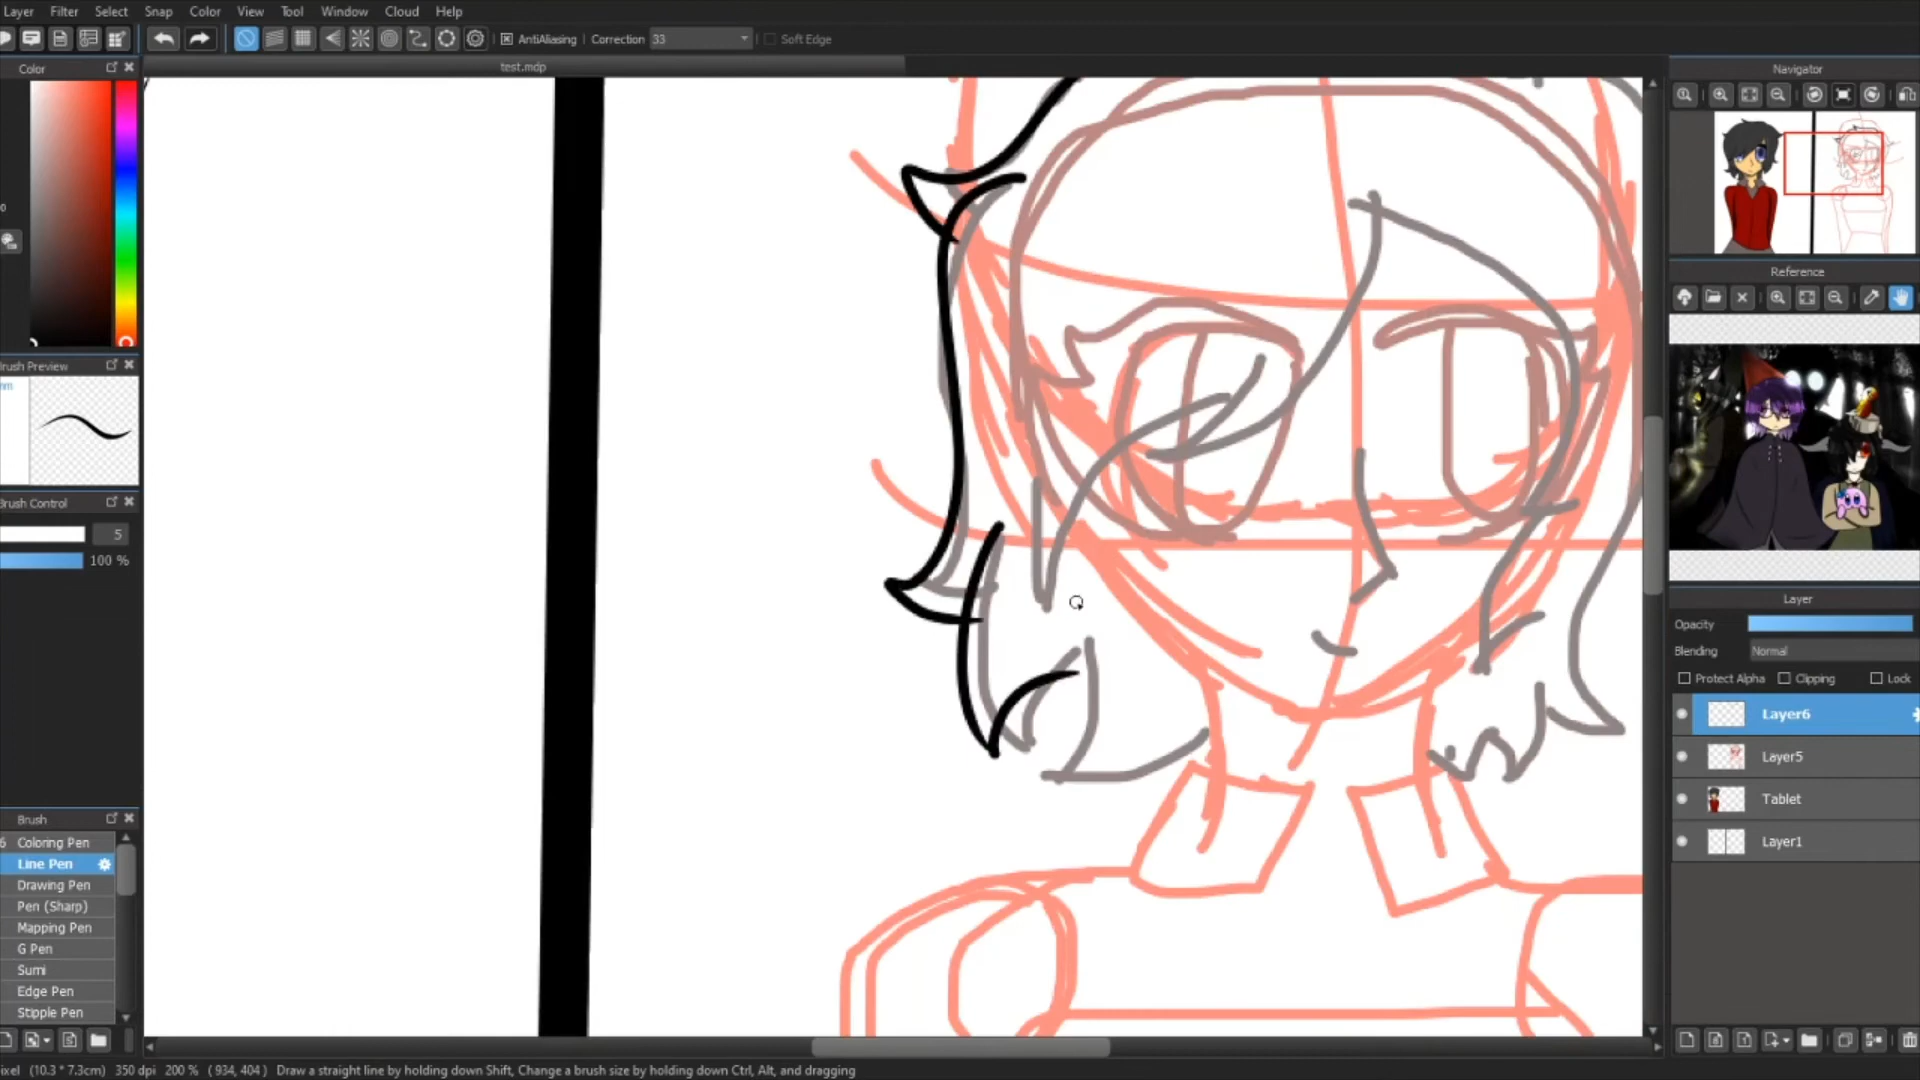 Layer Filter Select Snap Color View Tool Window Cloud Help
AntiAliasing Correction 33 Soft Edge
test.mdp
Color
Navigator
0
Reference
Brush Preview
mm
Brush Control
5
100 %
Layer
Opacity
Blending Normal
Protect Alpha Clipping Lock
Layer6
Layer5
Tablet
Layer1
Brush
6 Coloring Pen
Line Pen
Drawing Pen
Pen (Sharp)
Mapping Pen
G Pen
Sumi
Edge Pen
Stipple Pen
ixel (10.3 * 7.3cm) 350 dpi 200 % ( 934, 404 ) Draw a straight line by holding down Shift, Change a brush size by holding down Ctrl, Alt, and dragging